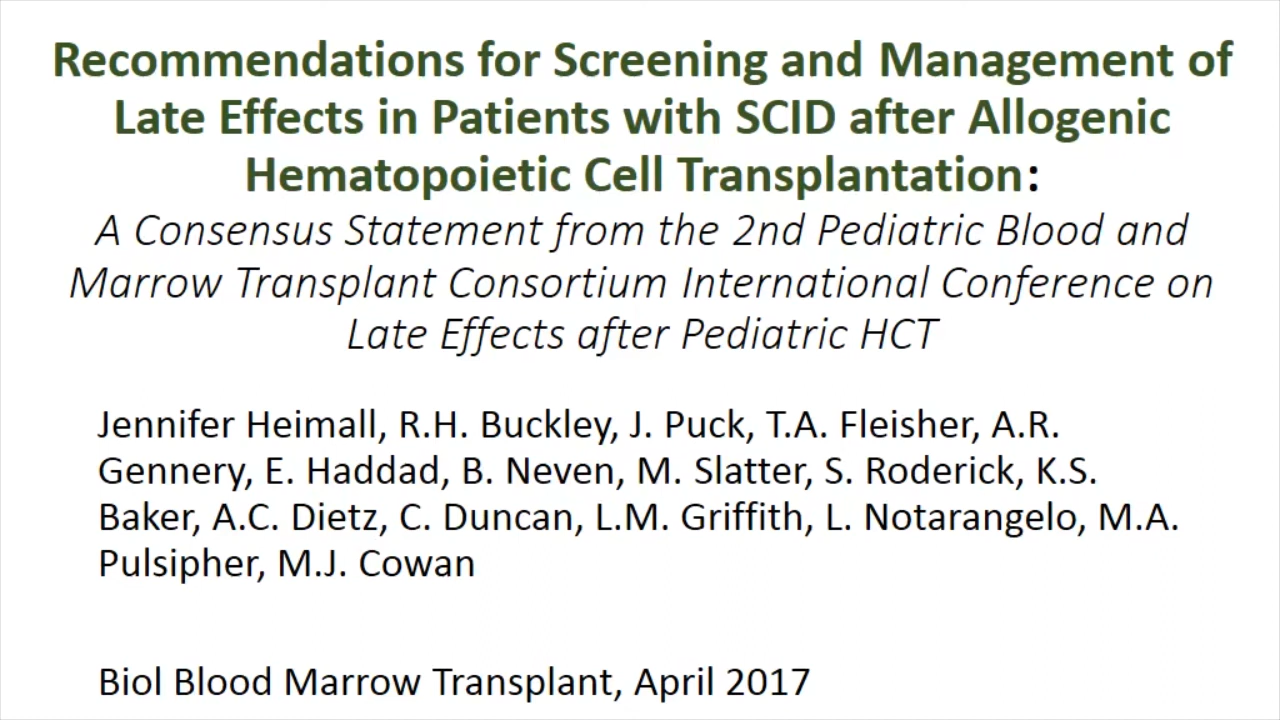 Recommendations for Screening and Management of
Late Effects in Patients with SCID after Allogenic
Hematopoietic Cell Transplantation:
A Consensus Statement from the 2nd Pediatric Blood and
Marrow Transplant Consortium International Conference on
Late Effects after Pediatric HCT
Jennifer Heimall, R.H. Buckley, J. Puck, T.A. Fleisher, A.R.
Gennery, E. Haddad, B. Neven, M. Slatter, S. Roderick, K.S.
Baker, A.C. Dietz, C. Duncan, L.M. Griffith, L. Notarangelo, M.A.
Pulsipher, M.J. Cowan
Biol Blood Marrow Transplant, April 2017